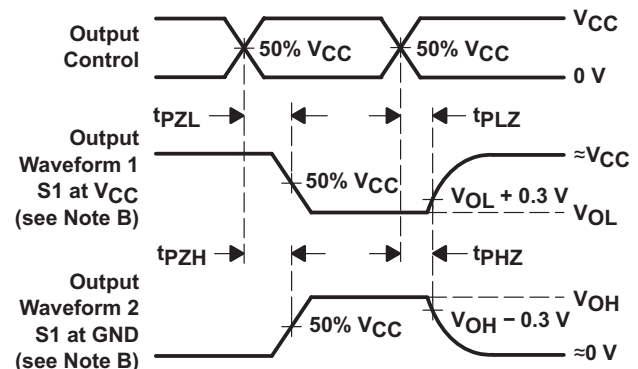 Output
Control
50% VCC
50% VCC
VCC
0 V
tPZL
tPLZ
Output
Waveform 1
S1 at VCC
(see Note B)
50% VCC
≈VCC
VOL + 0.3 V
VOL
tPZH
tPHZ
Output
Waveform 2
S1 at GND
(see Note B)
50% VCC
VOH
VOH − 0.3 V
≈0 V